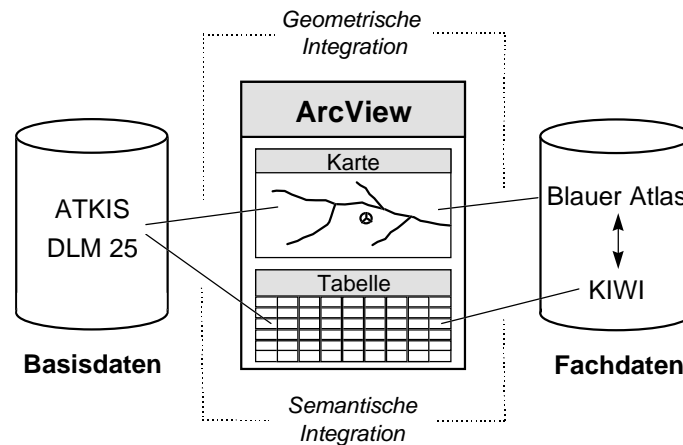 Geometrische
Integration
ArcView
Karte
ATKIS
DLM 25
Blauer Atlas
KIWI
Tabelle
Basisdaten
Fachdaten
Semantische
Integration